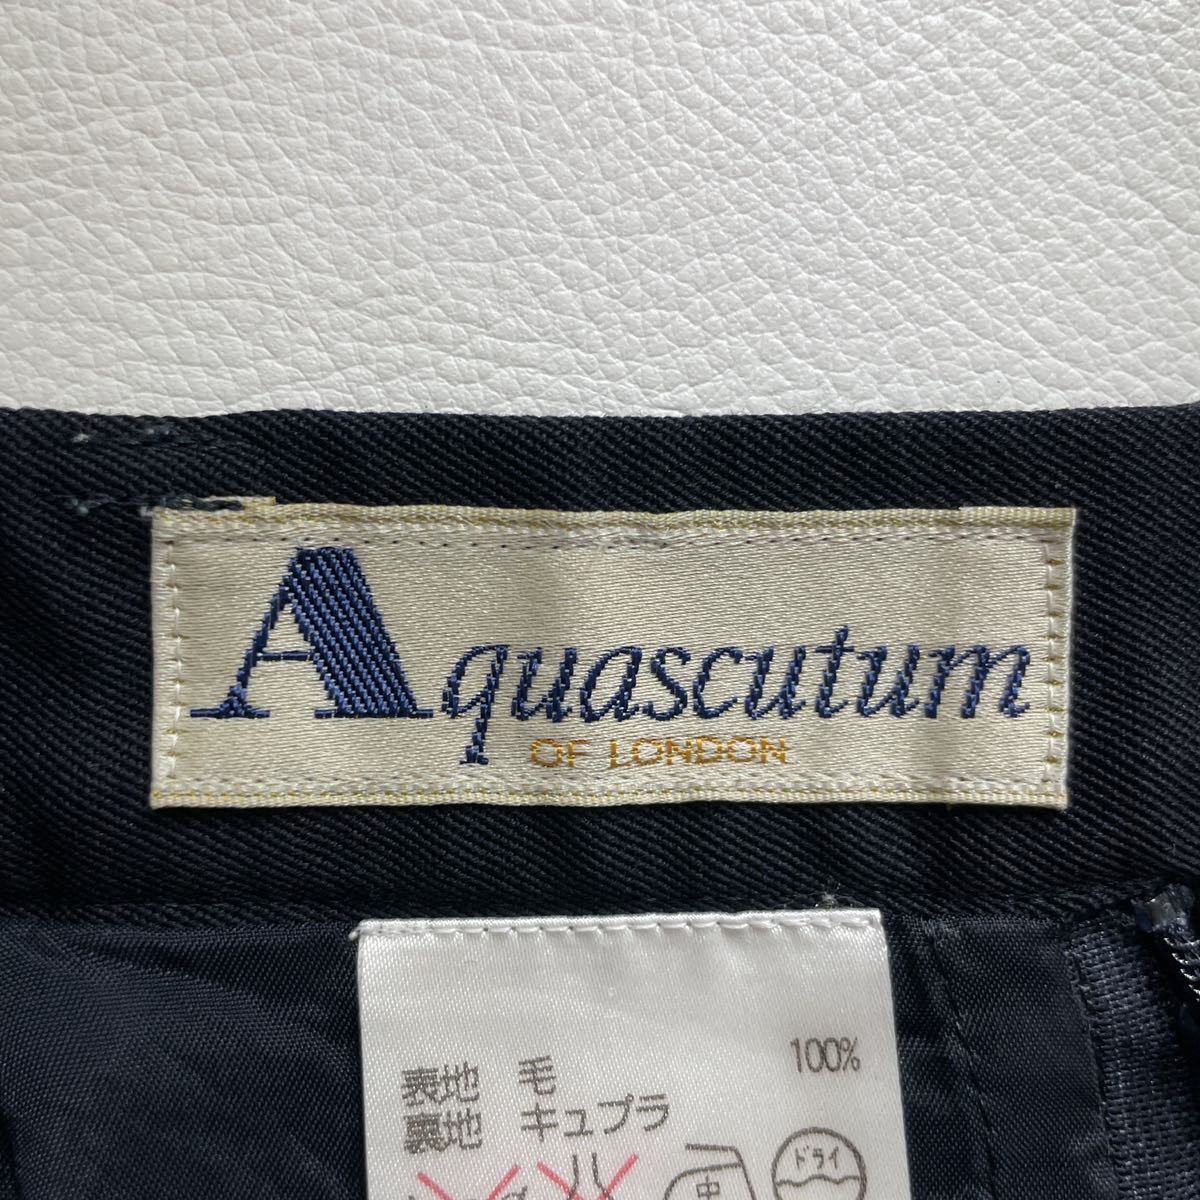 Aquascutum
OF LONDON
表地 毛 100%
裏地 キュプラ
中 ドライ